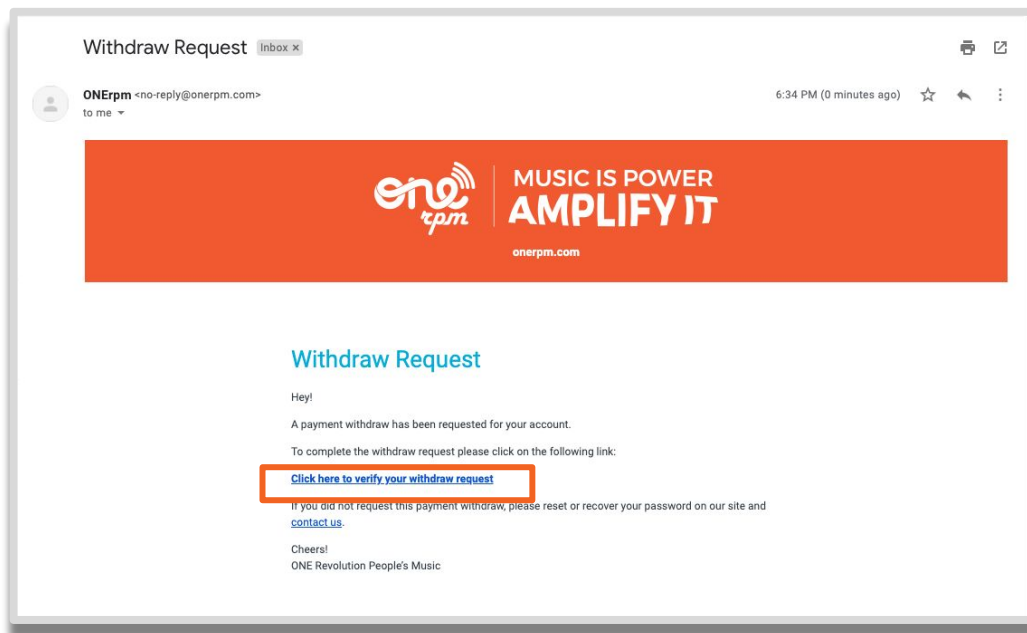 Withdraw Request Inbox ×
ONErpm <no-reply@onerpm.com> 6:34 PM (0 minutes ago)
to me
one rpm
MUSIC IS POWER
AMPLIFY IT
onerpm.com
Withdraw Request
Hey!
A payment withdraw has been requested for your account.
To complete the withdraw request please click on the following link:
Click here to verify your withdraw request
If you did not request this payment withdraw, please reset or recover your password on our site and
contact us.
Cheers!
ONE Revolution People's Music